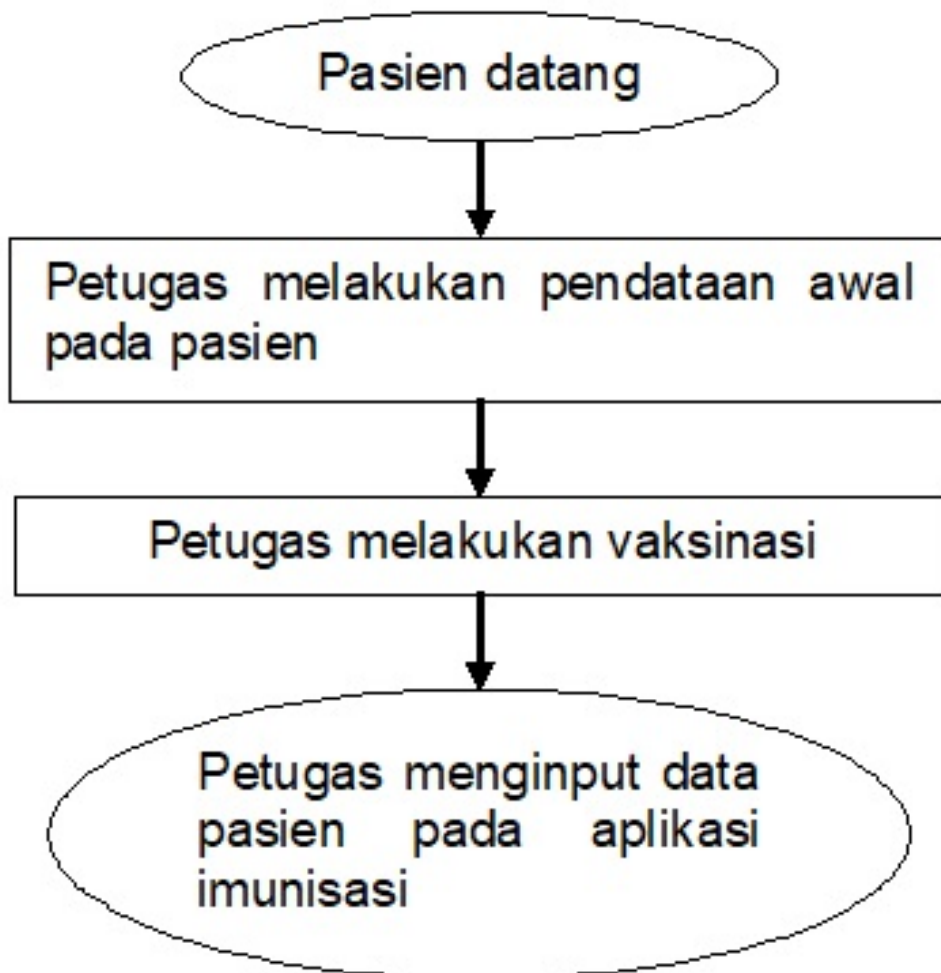 Pasien datang
Petugas melakukan pendataan awal
pada pasien
Petugas melakukan vaksinasi
Petugas menginput data
pasien pada aplikasi
imunisasi